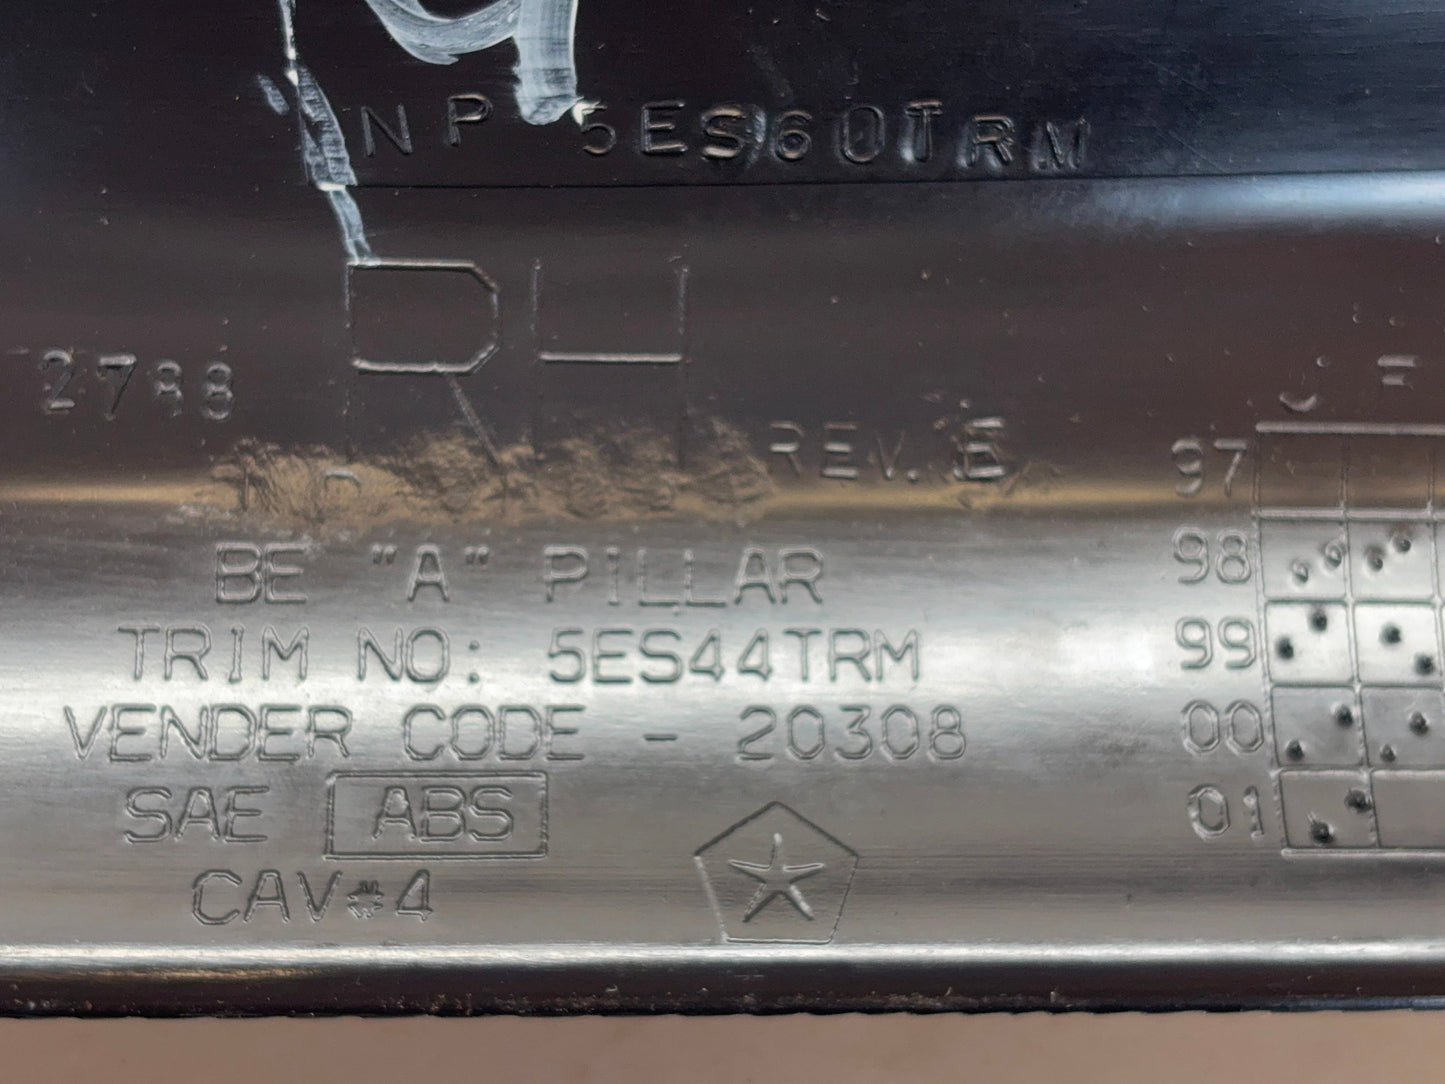 NP 5ES60TRM
RH
2788
REV. E
J F
97
98
99
00
01
BE "A" PILLAR
TRIM NO: 5ES44TRM
VENDER CODE - 20308
SAE ABS
CAV#4